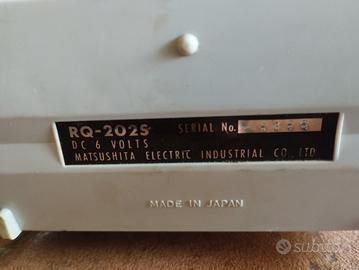 RQ-202S SERIAL No.
DC 6 VOLTS
MATSUSHITA ELECTRIC INDUSTRIAL CO., LTD
MADE IN JAPAN
subito